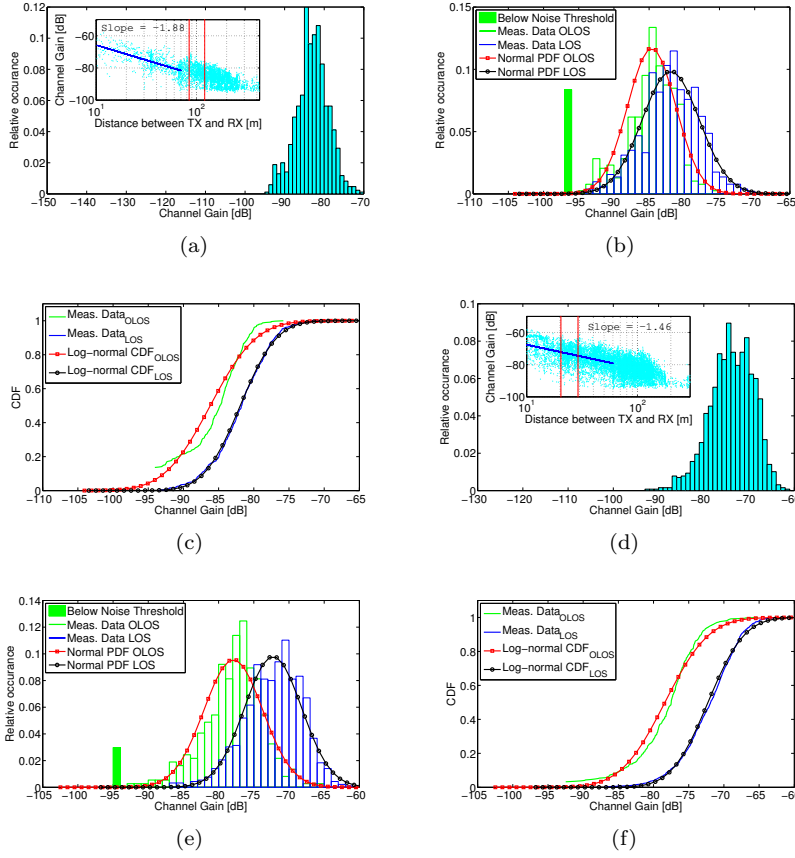 Slope = −1.88
Channel Gain [dB]
−50
−100
10¹
10²
Distance between TX and RX [m]
Relative occurance
0.12
0.1
0.08
0.06
0.04
0.02
0
−150 −140 −130 −120 −110 −100 −90 −80 −70
Channel Gain [dB]
(a)
Below Noise Threshold
Meas. Data OLOS
Meas. Data LOS
Normal PDF OLOS
Normal PDF LOS
Relative occurance
0.15
0.1
0.05
0
−105 −100 −95 −90 −85 −80 −75 −70 −65
Channel Gain [dB]
(b)
Meas. Data OLOS
Meas. Data LOS
Log−normal CDF OLOS
Log−normal CDF LOS
CDF
1
0.8
0.6
0.4
0.2
0
−110 −105 −100 −95 −90 −85 −80 −75 −70 −65
Channel Gain [dB]
(c)
Slope = −1.46
Channel Gain [dB]
−60
−80
−100
10¹
10²
Distance between TX and RX [m]
Relative occurance
0.1
0.08
0.06
0.04
0.02
0
−130 −120 −110 −100 −90 −80 −70 −60
Channel Gain [dB]
(d)
Below Noise Threshold
Meas. Data OLOS
Meas. Data LOS
Normal PDF OLOS
Normal PDF LOS
Relative occurance
0.14
0.12
0.1
0.08
0.06
0.04
0.02
0
−105 −100 −95 −90 −85 −80 −75 −70 −65 −60
Channel Gain [dB]
(e)
Meas. Data OLOS
Meas. Data LOS
Log−normal CDF OLOS
Log−normal CDF LOS
CDF
1
0.8
0.6
0.4
0.2
0
−105 −100 −95 −90 −85 −80 −75 −70 −65 −60
Channel Gain [dB]
(f)